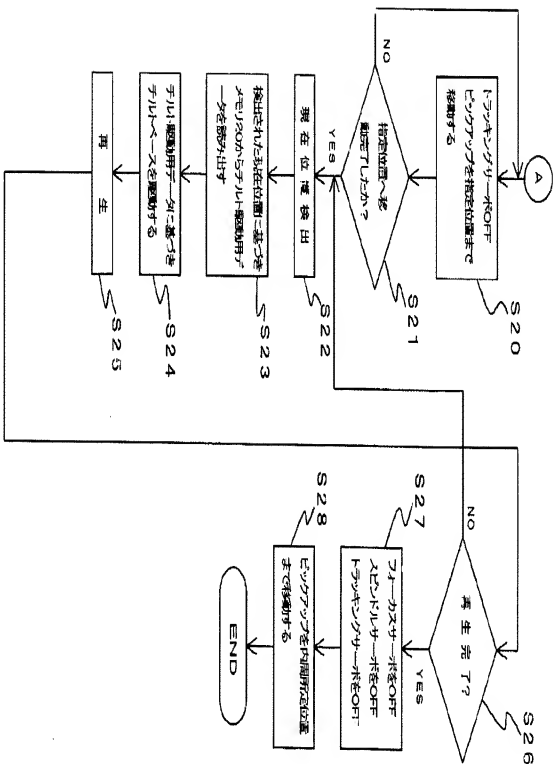 A
トラッキングサーボOFF
ピックアップを指定位置まで
移動する
S20
指定位置へ移
動完了したか?
S21
NO
YES
現在位置検出
S22
検出された現在位置に基づき
メモリ20からチルト駆動用デ
ータを読み出す
S23
チルト駆動用データに基づき
チルトベースを駆動する
S24
再生
S25
再生完了?
S26
NO
YES
フォーカスサーボをOFF
スピンドルサーボをOFF
トラッキングサーボをOFF
S27
ピックアップを内周所定位置
まで移動する
S28
END